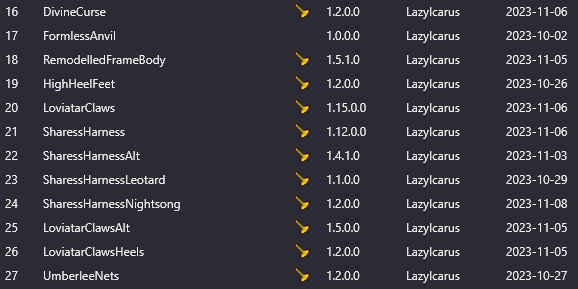 16 DivineCurse 1.2.0.0 LazyIcarus 2023-11-06
17 FormlessAnvil 1.0.0.0 LazyIcarus 2023-10-02
18 RemodelledFrameBody 1.5.1.0 LazyIcarus 2023-11-05
19 HighHeelFeet 1.2.0.0 LazyIcarus 2023-10-26
20 LoviatarClaws 1.15.0.0 LazyIcarus 2023-11-06
21 SharessHarness 1.12.0.0 LazyIcarus 2023-11-06
22 SharessHarnessAlt 1.4.1.0 LazyIcarus 2023-11-03
23 SharessHarnessLeotard 1.1.0.0 LazyIcarus 2023-10-29
24 SharessHarnessNightsong 1.2.0.0 LazyIcarus 2023-11-08
25 LoviatarClawsAlt 1.5.0.0 LazyIcarus 2023-11-05
26 LoviatarClawsHeels 1.2.0.0 LazyIcarus 2023-11-05
27 UmberleeNets 1.2.0.0 LazyIcarus 2023-10-27